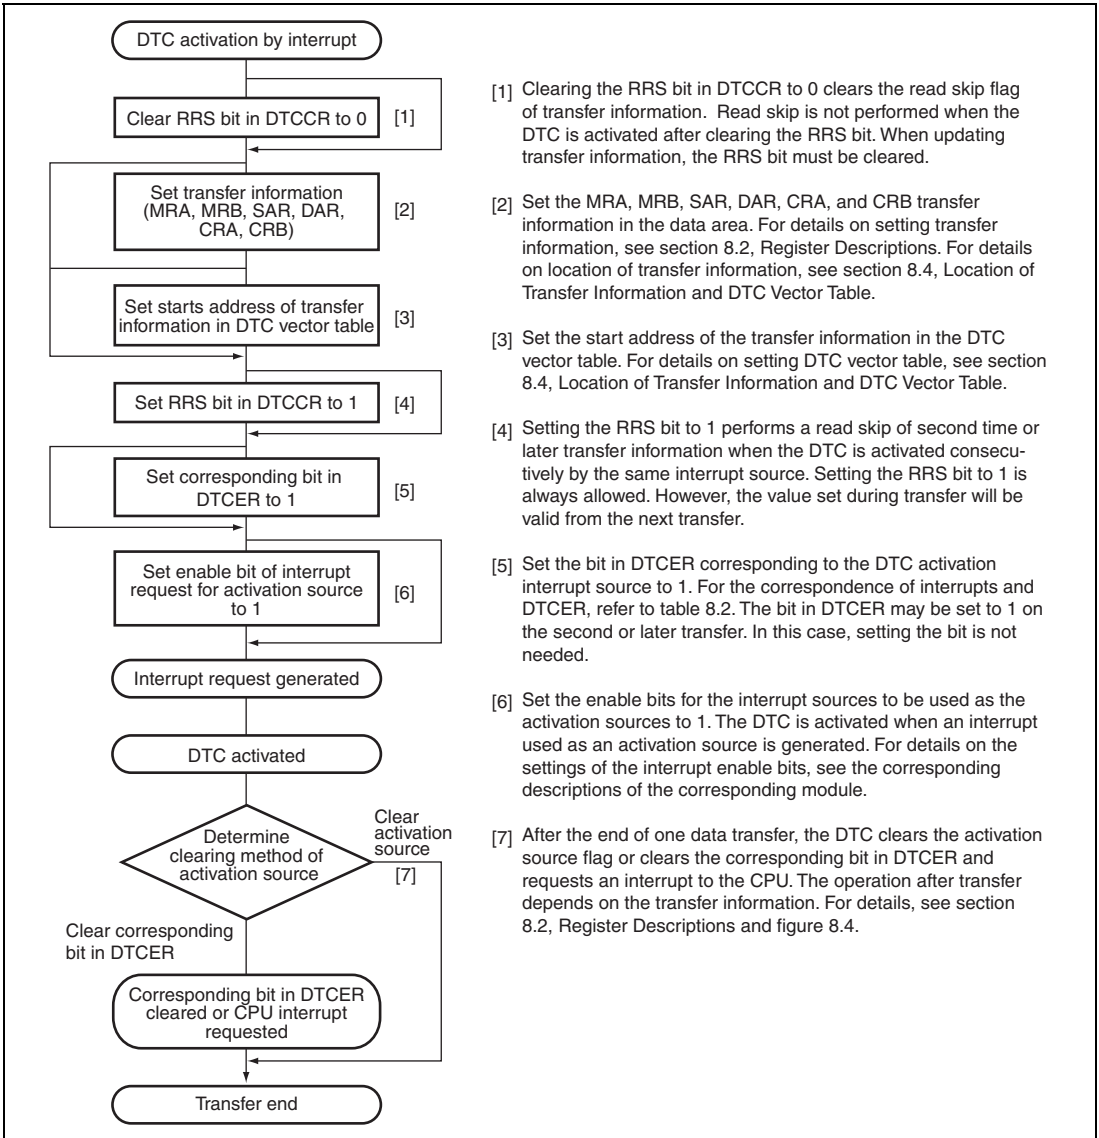 DTC activation by interrupt
Clear RRS bit in DTCCR to 0
[1]
Set transfer information
(MRA, MRB, SAR, DAR,
CRA, CRB)
[2]
Set starts address of transfer
information in DTC vector table
[3]
Set RRS bit in DTCCR to 1
[4]
Set corresponding bit in
DTCER to 1
[5]
Set enable bit of interrupt
request for activation source
to 1
[6]
Interrupt request generated
DTC activated
Determine
clearing method of
activation source
Clear
activation
source
[7]
Clear corresponding
bit in DTCER
Corresponding bit in DTCER
cleared or CPU interrupt
requested
Transfer end
[1] Clearing the RRS bit in DTCCR to 0 clears the read skip flag
of transfer information. Read skip is not performed when the
DTC is activated after clearing the RRS bit. When updating
transfer information, the RRS bit must be cleared.
[2] Set the MRA, MRB, SAR, DAR, CRA, and CRB transfer
information in the data area. For details on setting transfer
information, see section 8.2, Register Descriptions. For details
on location of transfer information, see section 8.4, Location of
Transfer Information and DTC Vector Table.
[3] Set the start address of the transfer information in the DTC
vector table. For details on setting DTC vector table, see section
8.4, Location of Transfer Information and DTC Vector Table.
[4] Setting the RRS bit to 1 performs a read skip of second time or
later transfer information when the DTC is activated consecu-
tively by the same interrupt source. Setting the RRS bit to 1 is
always allowed. However, the value set during transfer will be
valid from the next transfer.
[5] Set the bit in DTCER corresponding to the DTC activation
interrupt source to 1. For the correspondence of interrupts and
DTCER, refer to table 8.2. The bit in DTCER may be set to 1 on
the second or later transfer. In this case, setting the bit is not
needed.
[6] Set the enable bits for the interrupt sources to be used as the
activation sources to 1. The DTC is activated when an interrupt
used as an activation source is generated. For details on the
settings of the interrupt enable bits, see the corresponding
descriptions of the corresponding module.
[7] After the end of one data transfer, the DTC clears the activation
source flag or clears the corresponding bit in DTCER and
requests an interrupt to the CPU. The operation after transfer
depends on the transfer information. For details, see section
8.2, Register Descriptions and figure 8.4.